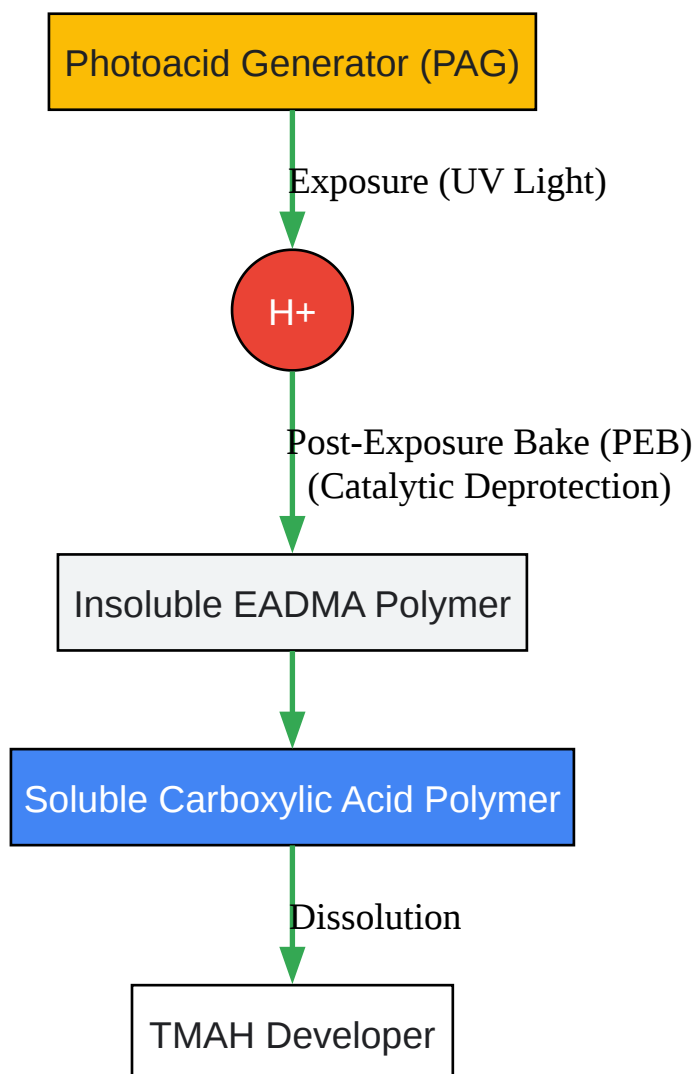 Photoacid Generator (PAG)
Exposure (UV Light)
H+
Post-Exposure Bake (PEB)
(Catalytic Deprotection)
Insoluble EADMA Polymer
Soluble Carboxylic Acid Polymer
Dissolution
TMAH Developer